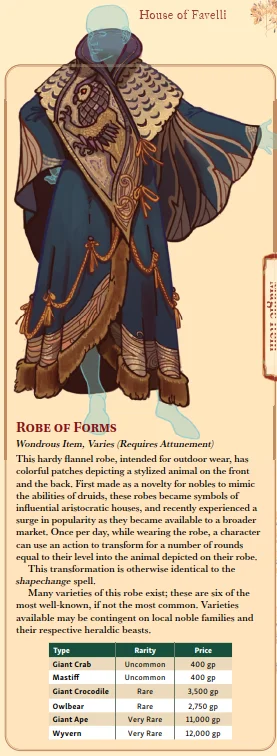 House of Favelli
Robe of Forms
Wondrous Item, Varies (Requires Attunement)
This hardy flannel robe, intended for outdoor wear, has
colorful patches depicting a stylized animal on the front
and the back. First made as a novelty for nobles to mimic
the abilities of druids, these robes became symbols of
influential aristocratic houses, and recently experienced a
surge in popularity as they became available to a broader
market. Once per day, while wearing the robe, a character
can use an action to transform for a number of rounds
equal to their level into the animal depicted on their robe.
This transformation is otherwise identical to the
shapechange spell.
Many varieties of this robe exist; these are six of the
most well-known, if not the most common. Varieties
available may be contingent on local noble families and
their respective heraldic beasts.
Type Rarity Price
Giant Crab Uncommon 400 gp
Mastiff Uncommon 400 gp
Giant Crocodile Rare 3,500 gp
Owlbear Rare 2,750 gp
Giant Ape Very Rare 11,000 gp
Wyvern Very Rare 12,000 gp